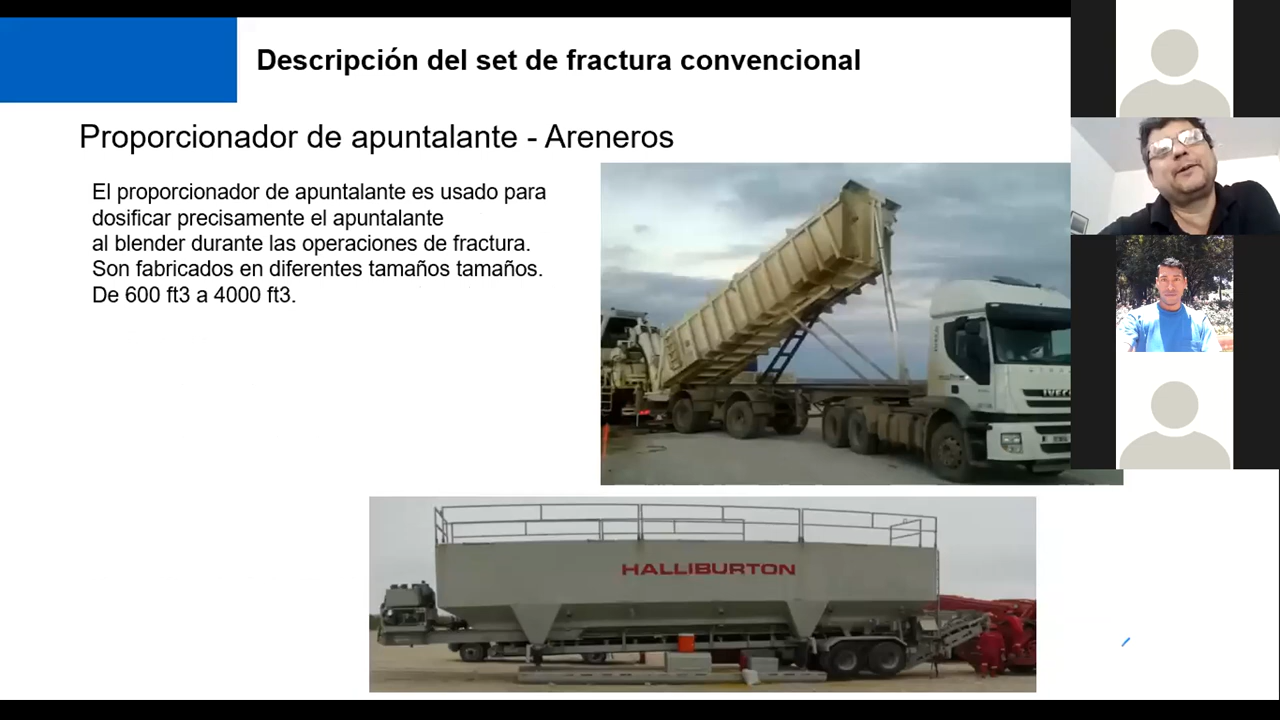 Descripción del set de fractura convencional
Proporcionador de apuntalante - Areneros
El proporcionador de apuntalante es usado para
dosificar precisamente el apuntalante
al blender durante las operaciones de fractura.
Son fabricados en diferentes tamaños tamaños.
De 600 ft3 a 4000 ft3.
IVECO
HALLIBURTON